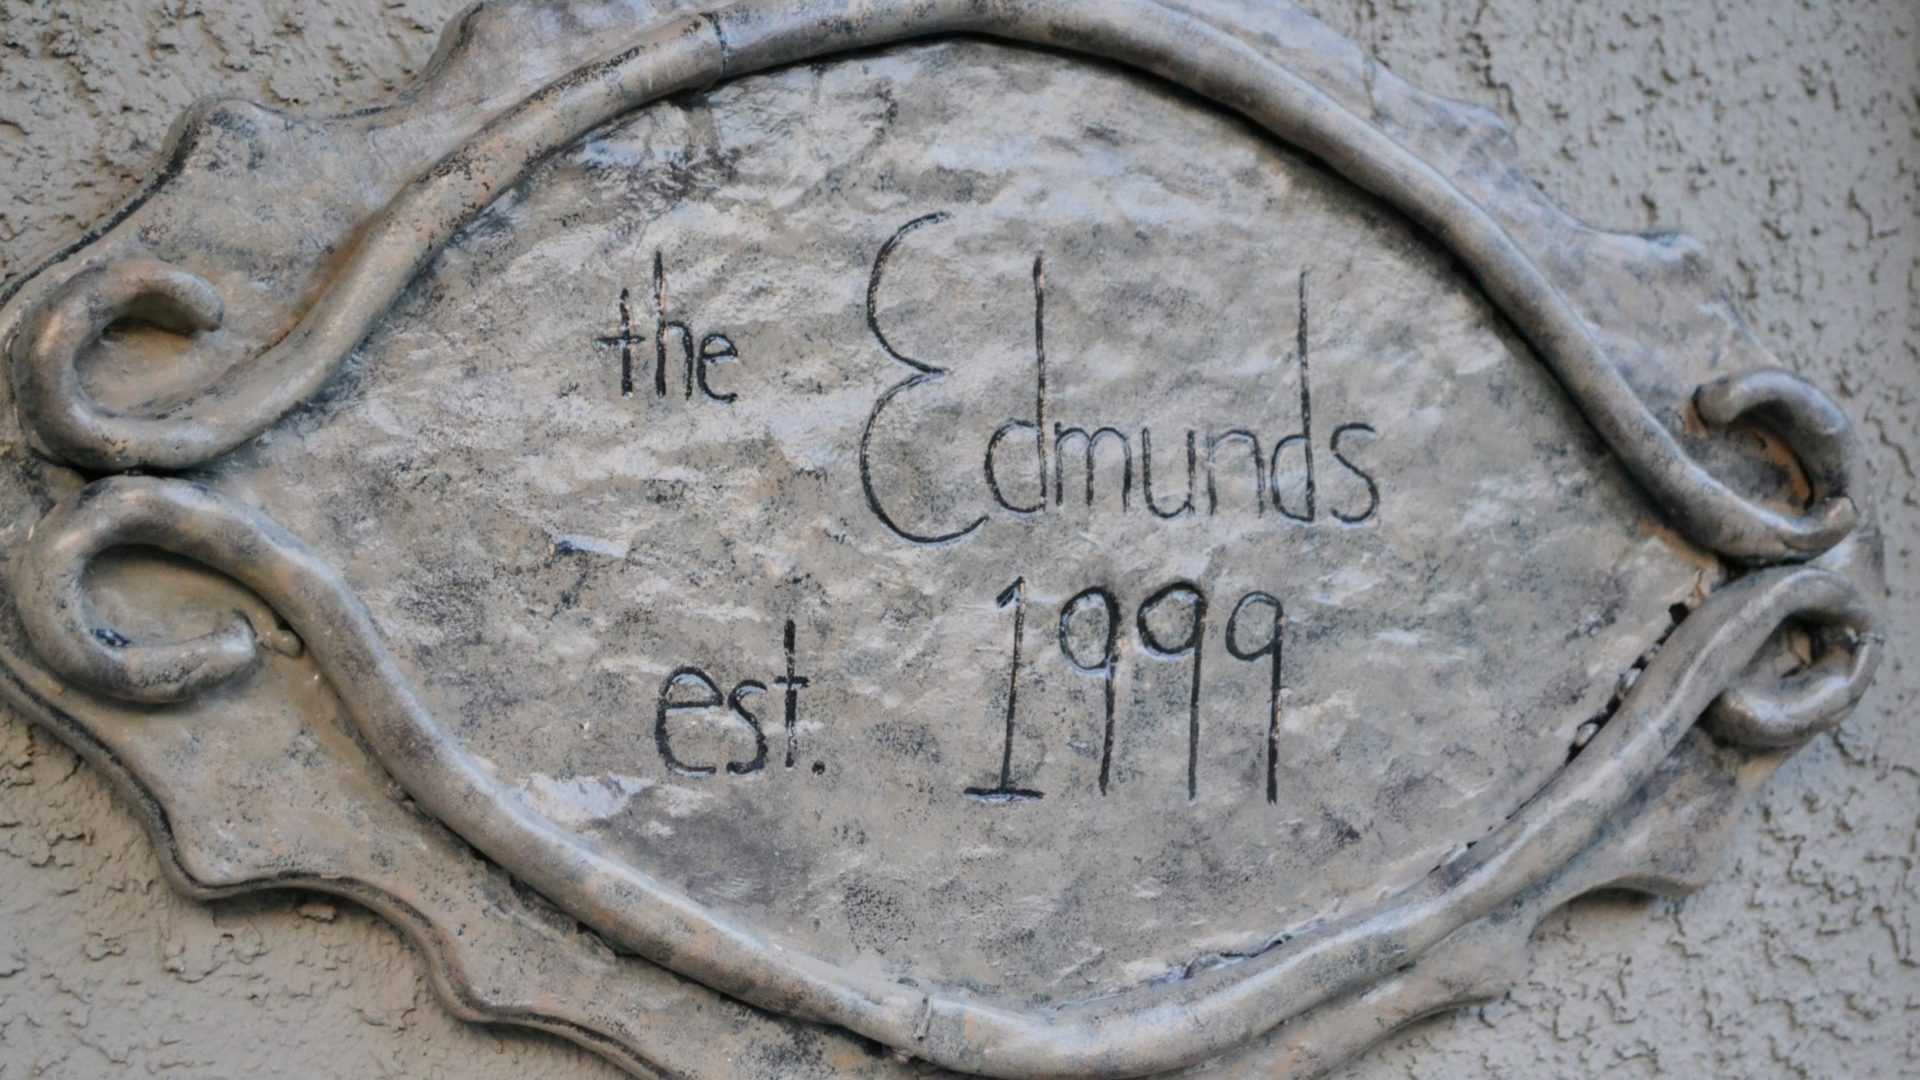 the Edmunds
est. 1999